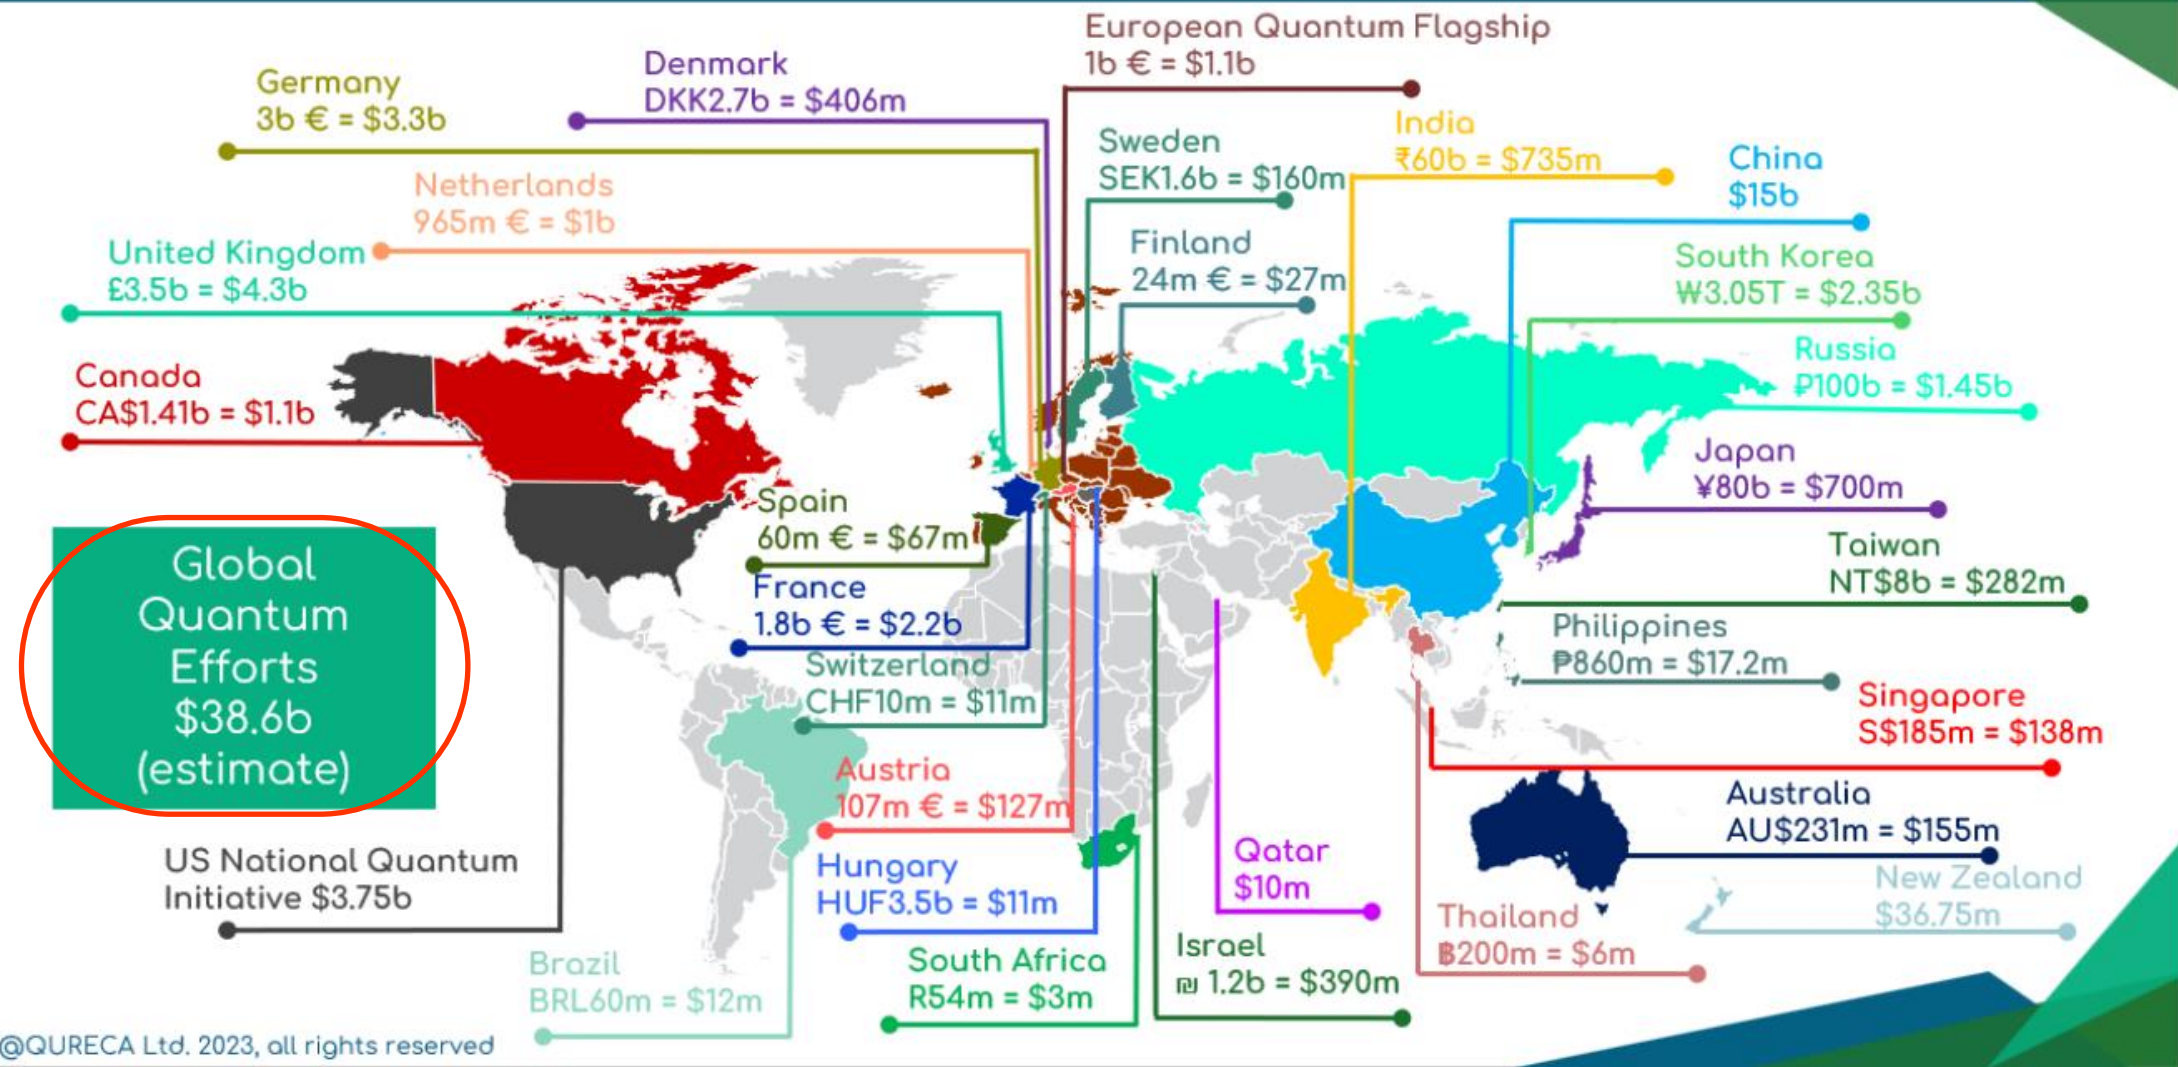 European Quantum Flagship
1b € = $1.1b
Germany
3b € = $3.3b
Denmark
DKK2.7b = $406m
Sweden
SEK1.6b = $160m
India
₹60b = $735m
China
$15b
Netherlands
965m € = $1b
United Kingdom
£3.5b = $4.3b
Finland
24m € = $27m
South Korea
₩3.05T = $2.35b
Russia
₽100b = $1.45b
Canada
CA$1.41b = $1.1b
Japan
¥80b = $700m
Spain
60m € = $67m
Taiwan
NT$8b = $282m
Global
Quantum
Efforts
$38.6b
(estimate)
France
1.8b € = $2.2b
Philippines
₱860m = $17.2m
Switzerland
CHF10m = $11m
Singapore
S$185m = $138m
Austria
107m € = $127m
Australia
AU$231m = $155m
US National Quantum
Initiative $3.75b
Hungary
HUF3.5b = $11m
Qatar
$10m
New Zealand
$36.75m
Thailand
฿200m = $6m
Brazil
BRL60m = $12m
South Africa
R54m = $3m
Israel
₪ 1.2b = $390m
@QURECA Ltd. 2023, all rights reserved